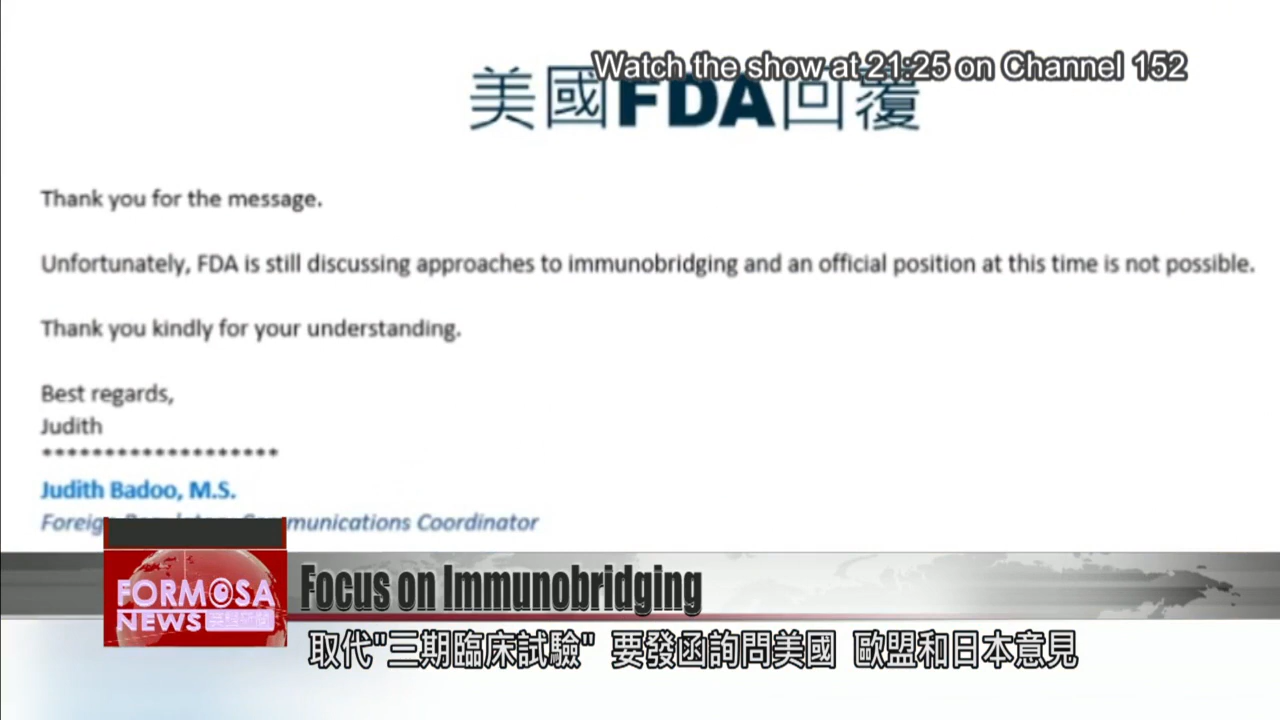 Watch the show at 21:25 on Channel 152
美國FDA回覆
Thank you for the message.
Unfortunately, FDA is still discussing approaches to immunobridging and an official position at this time is not possible.
Thank you kindly for your understanding.
Best regards,
Judith
*******************
Judith Badoo, M.S.
Foreign Regulatory Communications Coordinator
FORMOSA
NEWS
Focus on Immunobridging
取代"三期臨床試驗" 要發函詢問美國 歐盟和日本意見